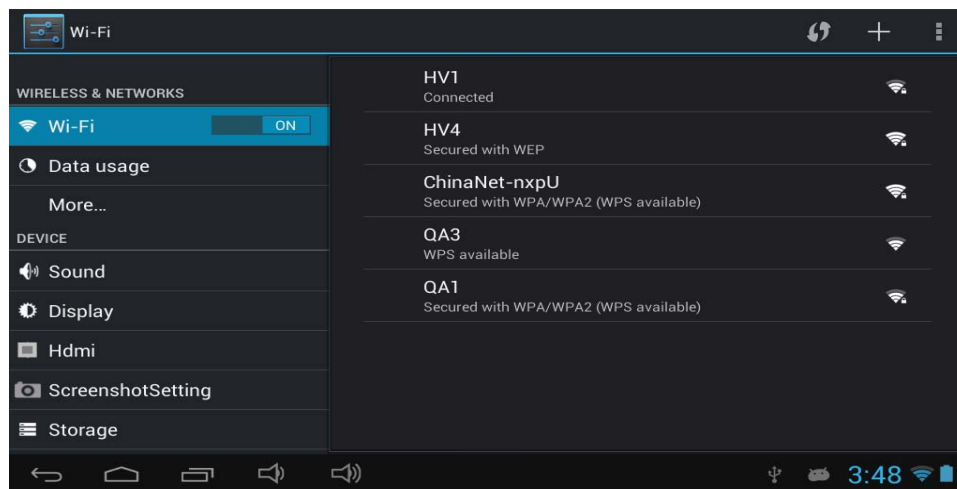 Wi-Fi
WIRELESS & NETWORKS
Wi-Fi ON
Data usage
More...
DEVICE
Sound
Display
Hdmi
ScreenshotSetting
Storage
HV1
Connected
HV4
Secured with WEP
ChinaNet-nxpU
Secured with WPA/WPA2 (WPS available)
QA3
WPS available
QA1
Secured with WPA/WPA2 (WPS available)
3:48